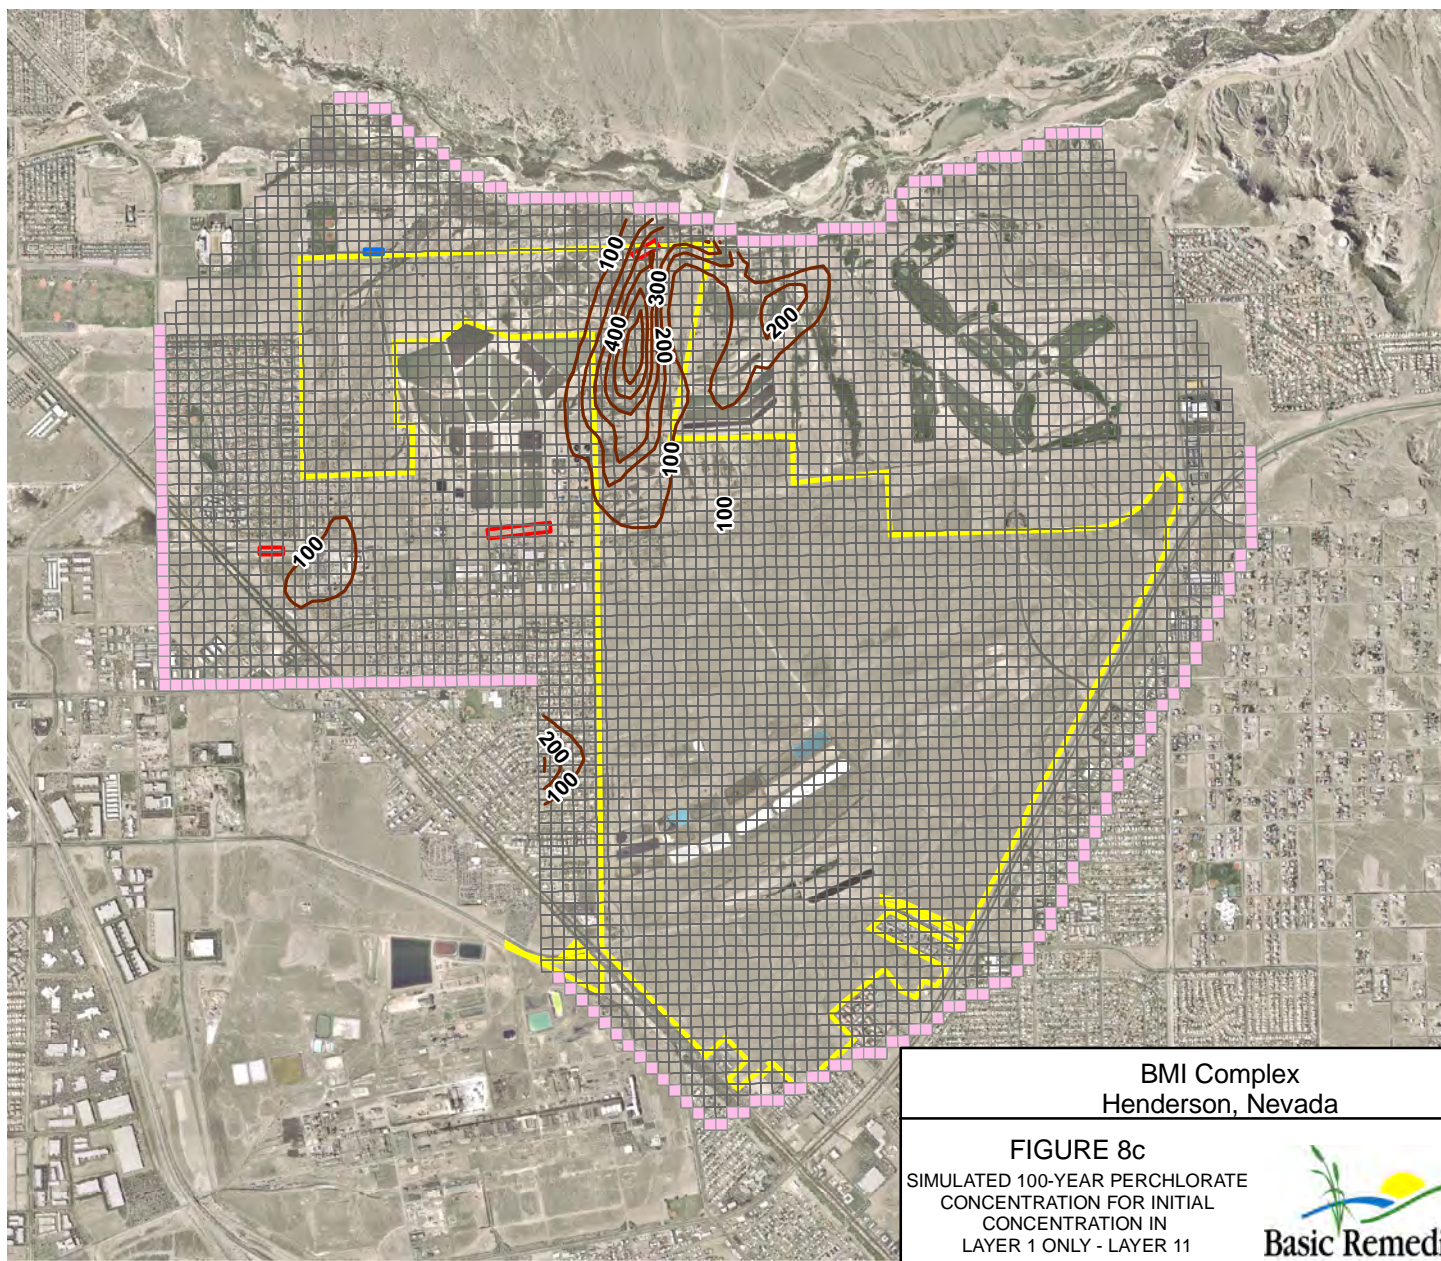 100
300
400
200
200
100
100
100
200
100
BMI Complex
Henderson, Nevada
FIGURE 8c
SIMULATED 100-YEAR PERCHLORATE
CONCENTRATION FOR INITIAL
CONCENTRATION IN
LAYER 1 ONLY - LAYER 11
Basic Remedi